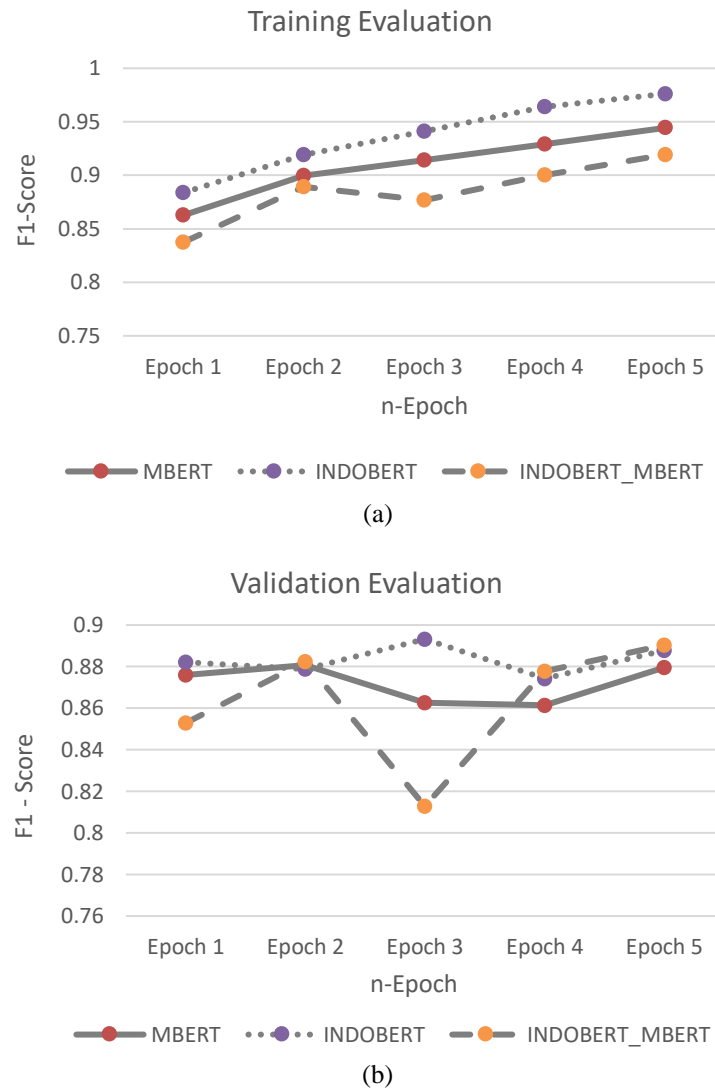 Training Evaluation
1
0.95
0.9
0.85
0.8
0.75
F1-Score
Epoch 1 Epoch 2 Epoch 3 Epoch 4 Epoch 5
n-Epoch
MBERT INDOBERT INDOBERT_MBERT
(a)
Validation Evaluation
0.9
0.88
0.86
0.84
0.82
0.8
0.78
0.76
F1 - Score
Epoch 1 Epoch 2 Epoch 3 Epoch 4 Epoch 5
n-Epoch
MBERT INDOBERT INDOBERT_MBERT
(b)